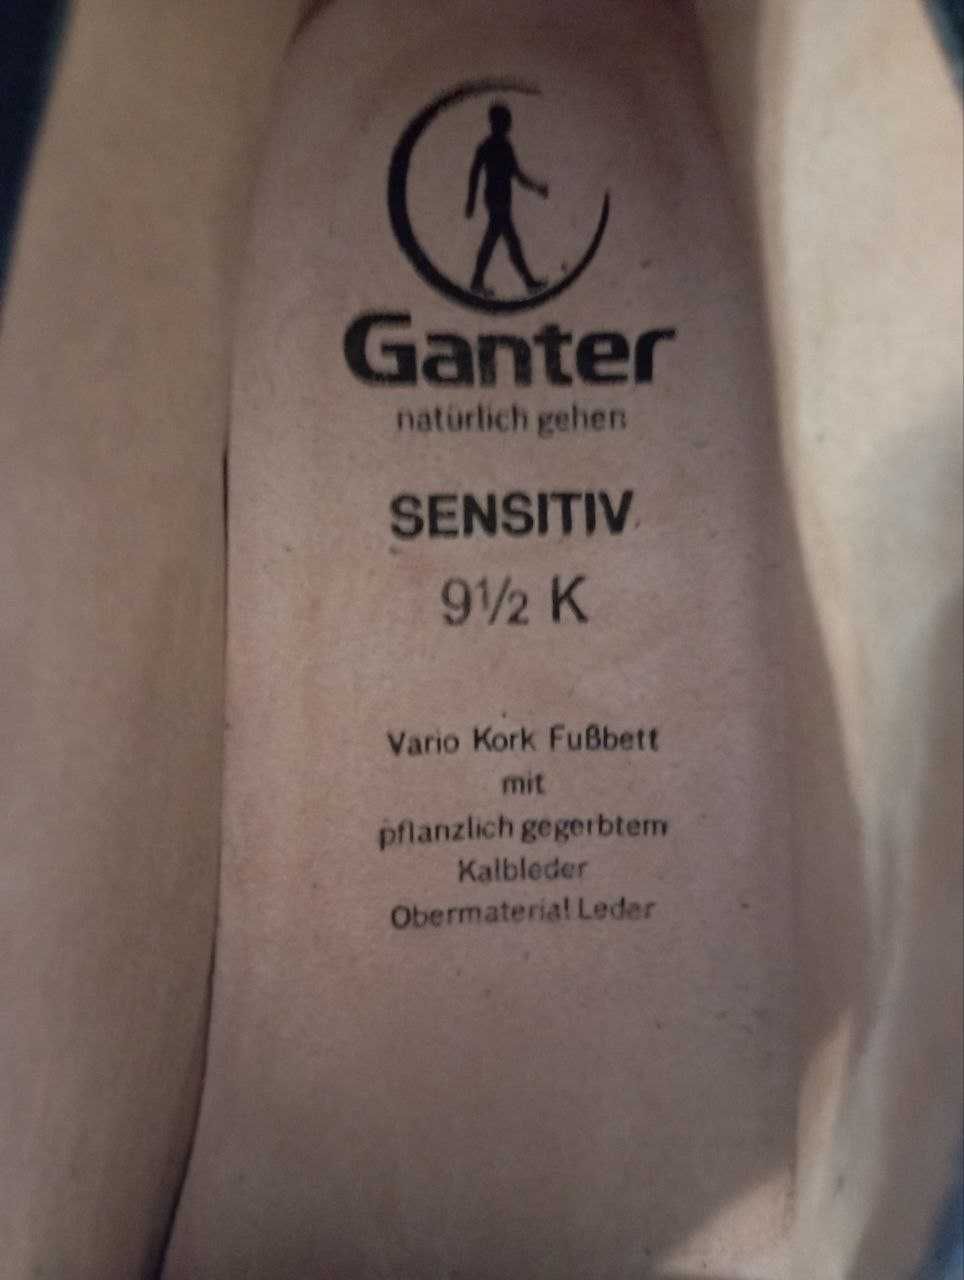 Ganter
natürlich gehen
SENSITIV
9½ K
Vario Kork Fußbett
mit
pflanzlich gegerbtem
Kalbleder
Obermaterial Leder